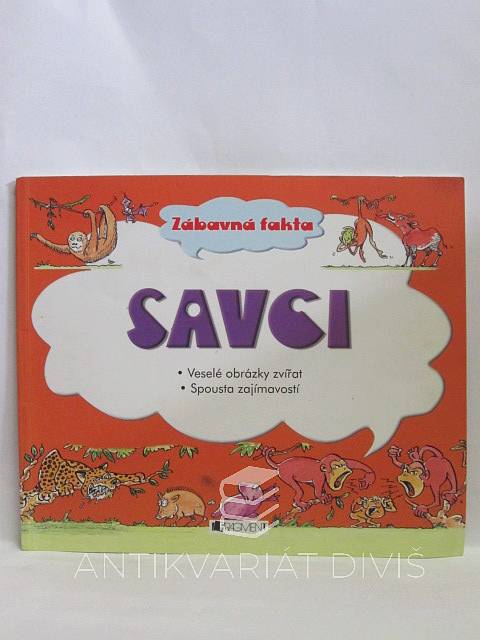 Zábavná fakta
SAVCI
• Veselé obrázky zvířat
• Spousta zajímavostí
FRAGMENT
ANTIKVARIÁT DIVIŠ